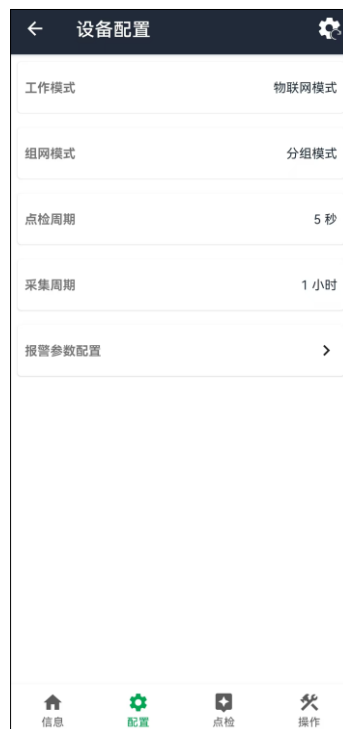 设备配置
工作模式 物联网模式
组网模式 分组模式
点检周期 5 秒
采集周期 1 小时
报警参数配置
信息 配置 点检 操作